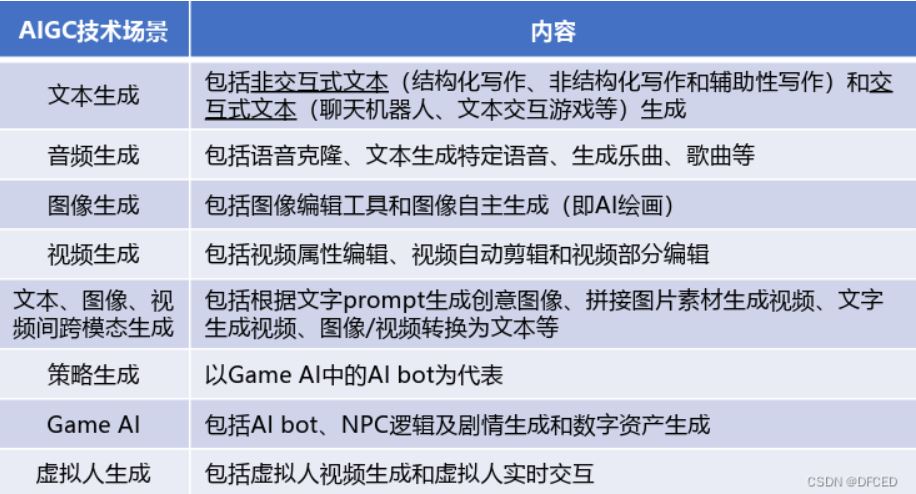 AIGC技术场景
内容
文本生成
包括非交互式文本（结构化写作、非结构化写作和辅助性写作）和交
互式文本（聊天机器人、文本交互游戏等）生成
音频生成
包括语音克隆、文本生成特定语音、生成乐曲、歌曲等
图像生成
包括图像编辑工具和图像自主生成（即AI绘画）
视频生成
包括视频属性编辑、视频自动剪辑和视频部分编辑
文本、图像、视
频间跨模态生成
包括根据文字prompt生成创意图像、拼接图片素材生成视频、文字
生成视频、图像/视频转换为文本等
策略生成
以Game AI中的AI bot为代表
Game AI
包括AI bot、NPC逻辑及剧情生成和数字资产生成
虚拟人生成
包括虚拟人视频生成和虚拟人实时交互
CSDN @DFCED